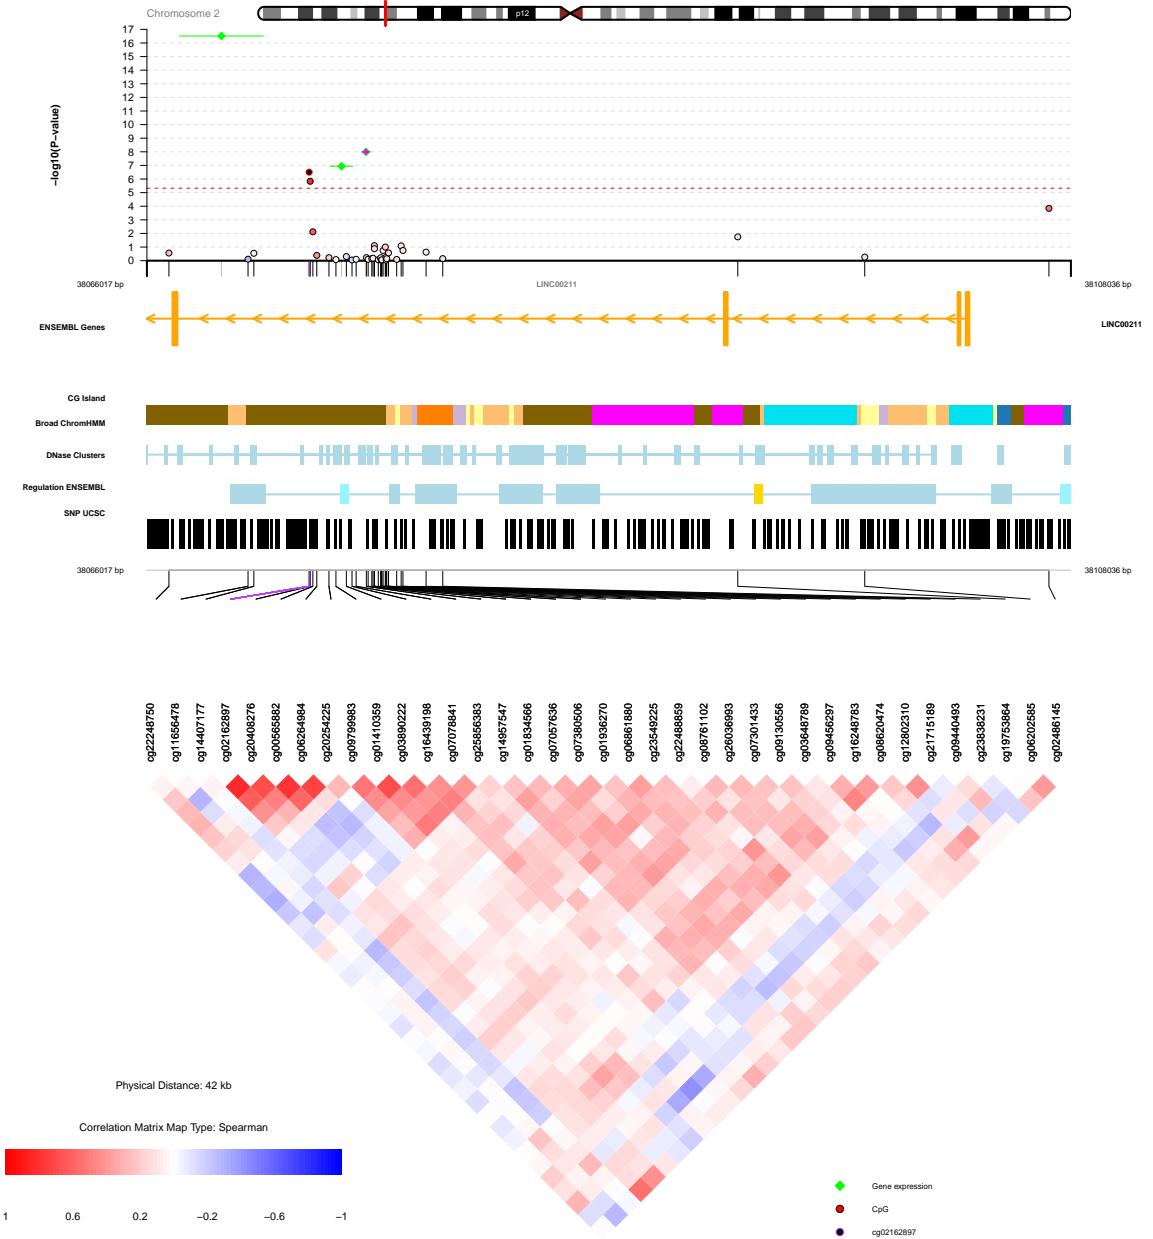 Chromosome 2
p12
17
16
15
14
13
12
11
10
9
8
7
6
5
4
3
2
1
0
−log10(P−value)
38066017 bp
LINC00211
38108036 bp
ENSEMBL Genes
LINC00211
CG Island
Broad ChromHMM
DNase Clusters
Regulation ENSEMBL
SNP UCSC
38066017 bp
38108036 bp
cg22248750
cg11656478
cg14407177
cg02162897
cg20408276
cg00565882
cg06264984
cg20254225
cg09799983
cg01410359
cg03890222
cg16439198
cg07078841
cg25856383
cg14957547
cg01834566
cg07057636
cg07380506
cg01936270
cg06861880
cg23549225
cg22488859
cg08761102
cg26036993
cg07301433
cg09130556
cg03648789
cg09456297
cg16248783
cg08620474
cg12802310
cg21715189
cg09440493
cg23838231
cg19753864
cg06202585
cg02486145
Physical Distance: 42 kb
Correlation Matrix Map Type: Spearman
1 0.6 0.2 −0.2 −0.6 −1
Gene expression
CpG
cg02162897